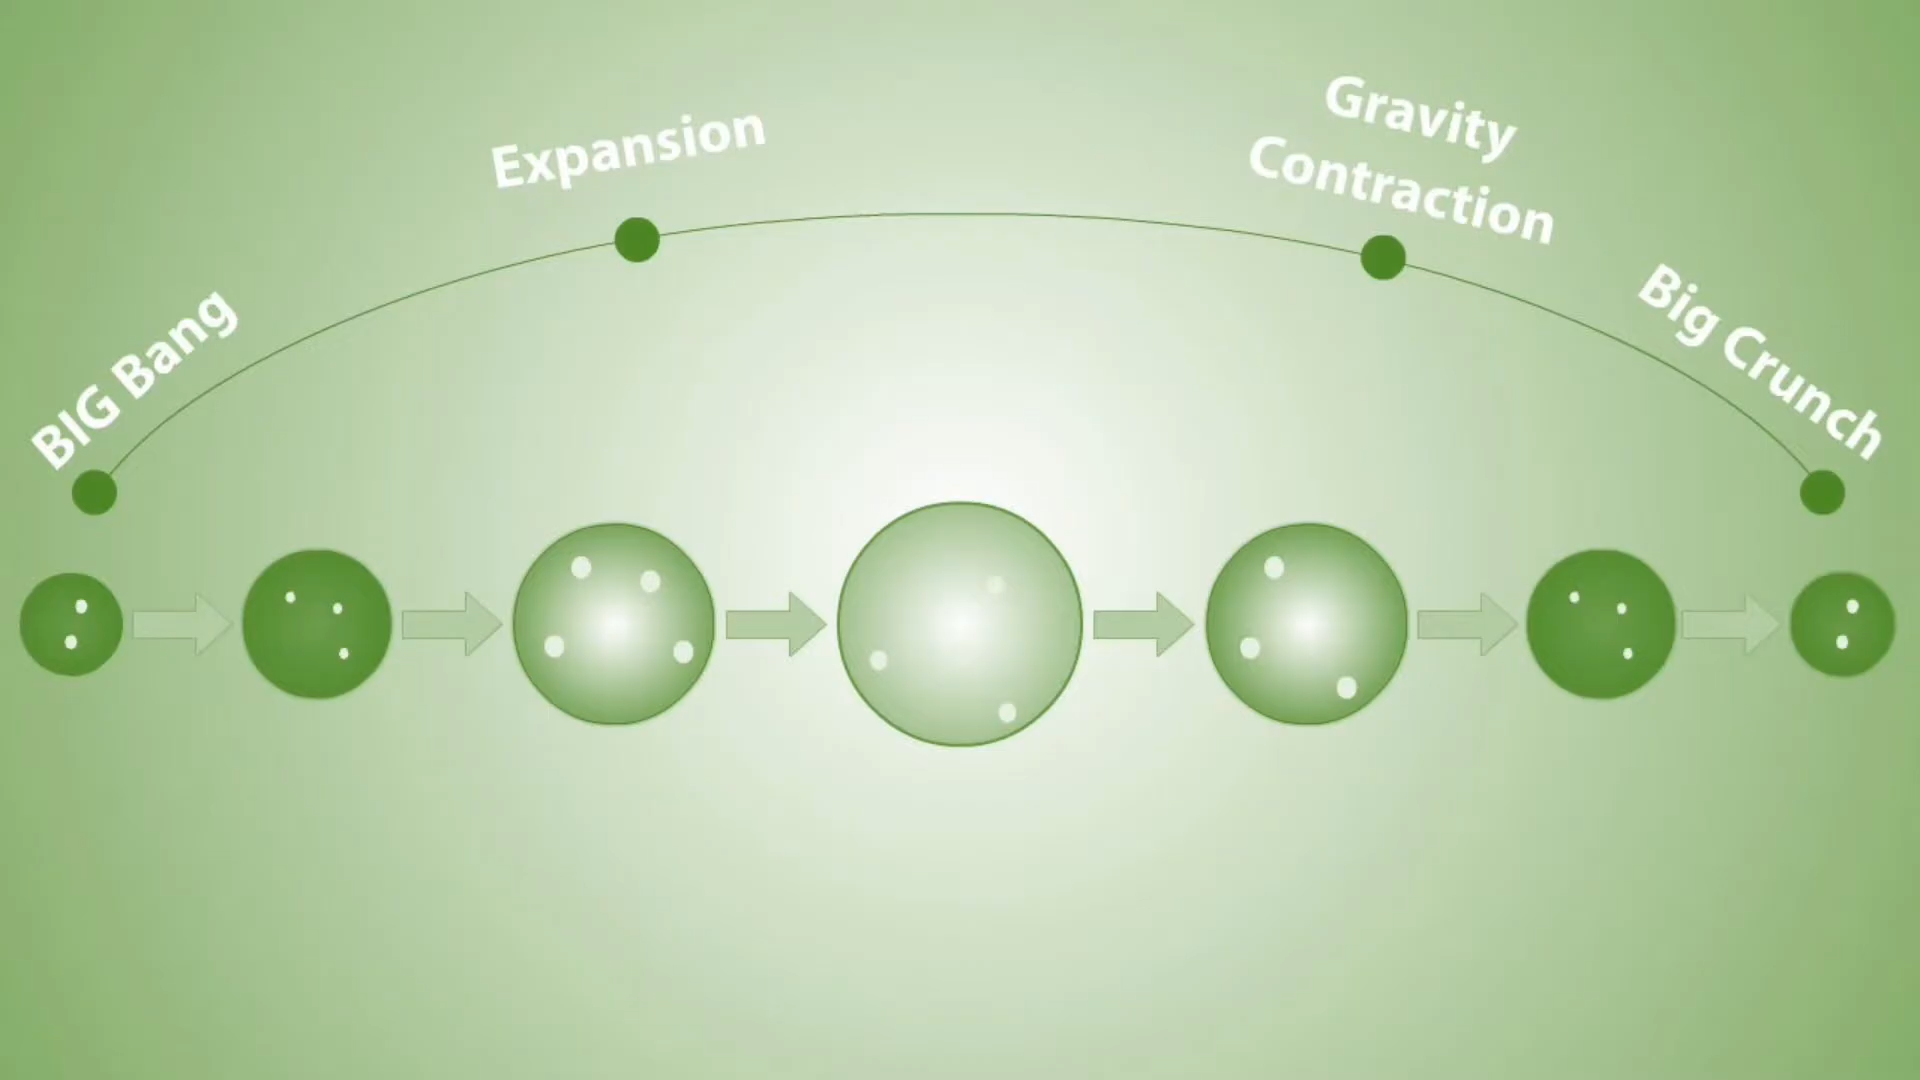 BIG Bang
Expansion
Gravity
Contraction
Big Crunch